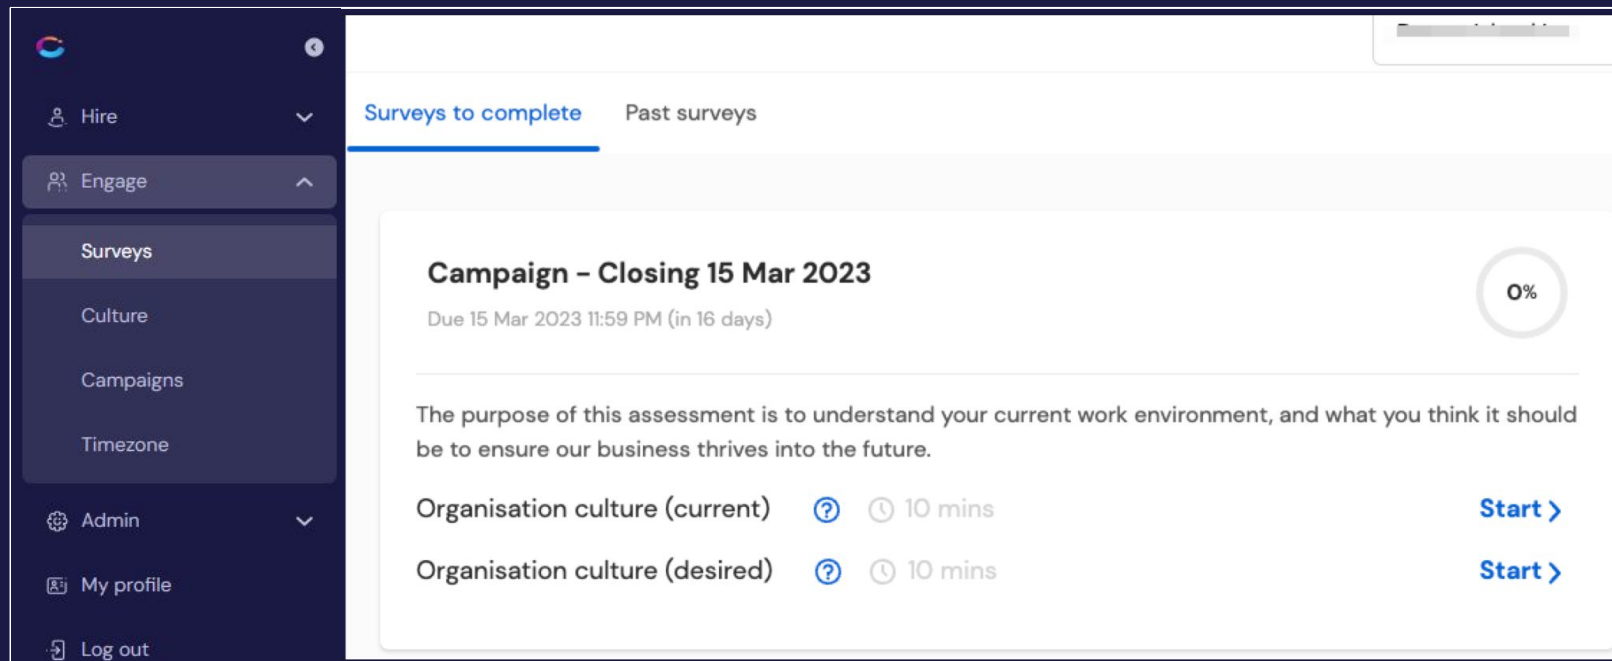 Hire
Engage
Surveys
Culture
Campaigns
Timezone
Admin
My profile
Log out
Surveys to complete
Past surveys
Campaign – Closing 15 Mar 2023
Due 15 Mar 2023 11:59 PM (in 16 days)
0%
The purpose of this assessment is to understand your current work environment, and what you think it should
be to ensure our business thrives into the future.
Organisation culture (current) 10 mins Start
Organisation culture (desired) 10 mins Start